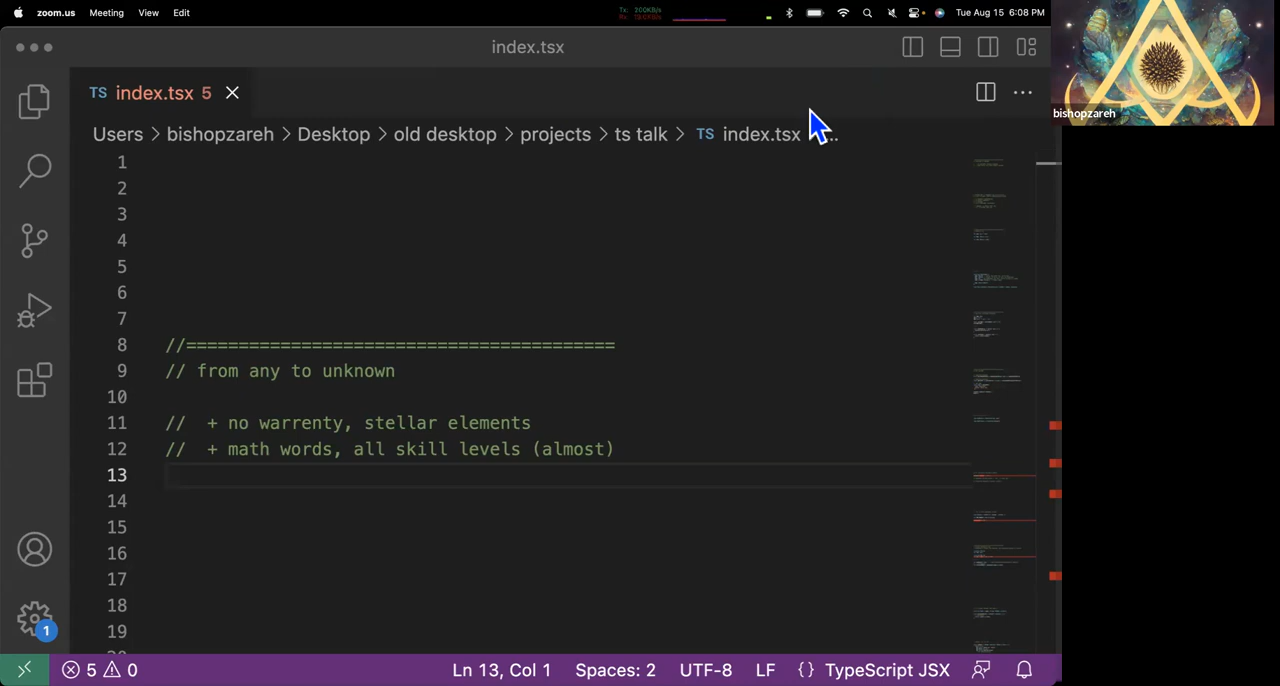 zoom.us Meeting View Edit
Tue Aug 15 6:08 PM
index.tsx
TS index.tsx 5
Users > bishopzareh > Desktop > old desktop > projects > ts talk > TS index.tsx
bishopzareh
1
2
3
4
5
6
7
8 //=========================================
9 // from any to unknown
10
11 // + no warrenty, stellar elements
12 // + math words, all skill levels (almost)
13
14
15
16
17
18
19
1
5 0 Ln 13, Col 1 Spaces: 2 UTF-8 LF {} TypeScript JSX